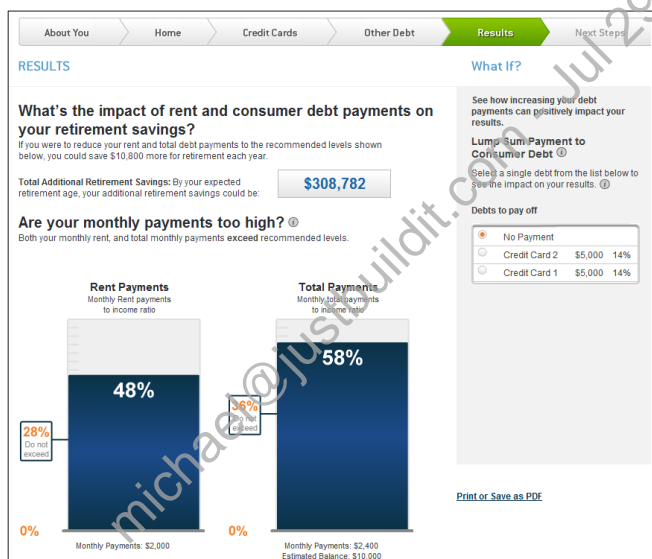 About You
Home
Credit Cards
Other Debt
Results
Next Steps
RESULTS
What's the impact of rent and consumer debt payments on
your retirement savings?
If you were to reduce your rent and total debt payments to the recommended levels shown
below, you could save $10,800 more for retirement each year.
Total Additional Retirement Savings: By your expected
retirement age, your additional retirement savings could be:
$308,782
Are your monthly payments too high?
Both your monthly rent, and total monthly payments exceed recommended levels.
Rent Payments
Monthly Rent payments
to income ratio
48%
28%
Do not
exceed
0%
Monthly Payments: $2,000
Total Payments
Monthly total payments
to income ratio
58%
36%
Do not
exceed
0%
Monthly Payments: $2,400
Estimated Balance: $10,000
What If?
See how increasing your debt
payments can positively impact your
results.
Lump Sum Payment to
Consumer Debt
Select a single debt from the list below to
see the impact on your results.
Debts to pay off
No Payment
Credit Card 2 $5,000 14%
Credit Card 1 $5,000 14%
Print or Save as PDF
michael@justbuildit.com - Jul 29